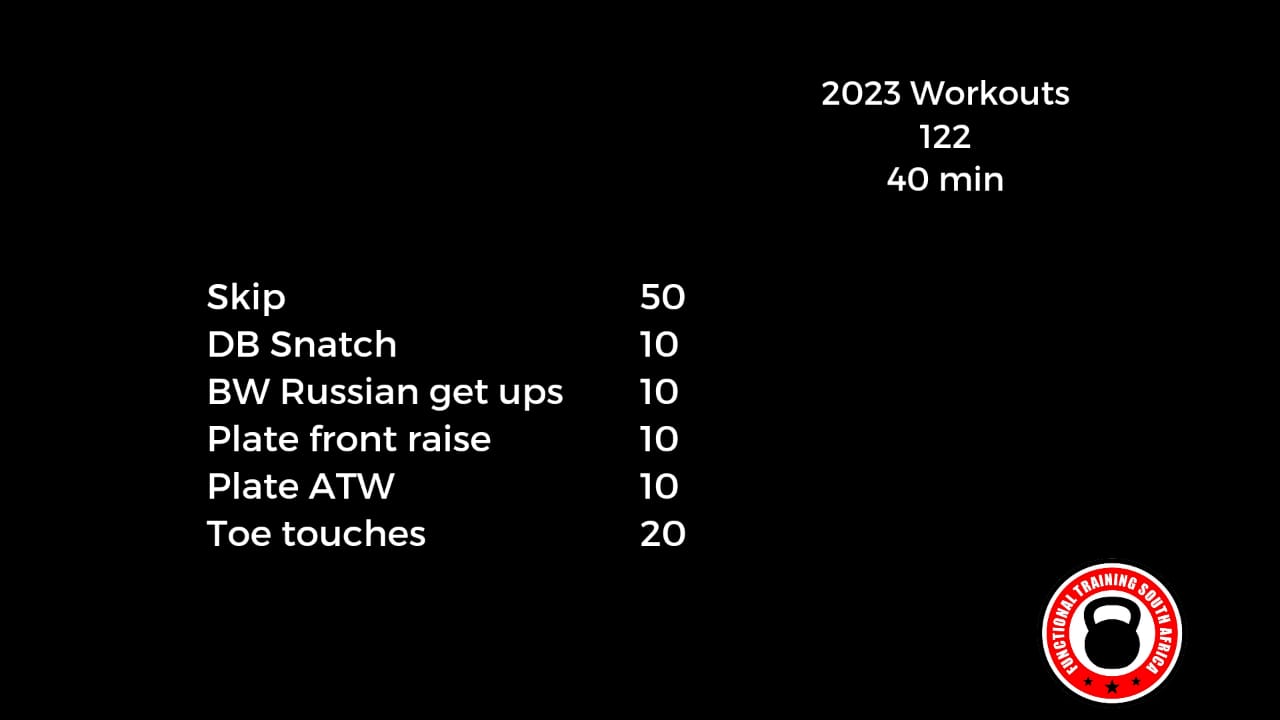 2023 Workouts
122
40 min
Skip 50
DB Snatch 10
BW Russian get ups 10
Plate front raise 10
Plate ATW 10
Toe touches 20
FUNCTIONAL TRAINING SOUTH AFRICA